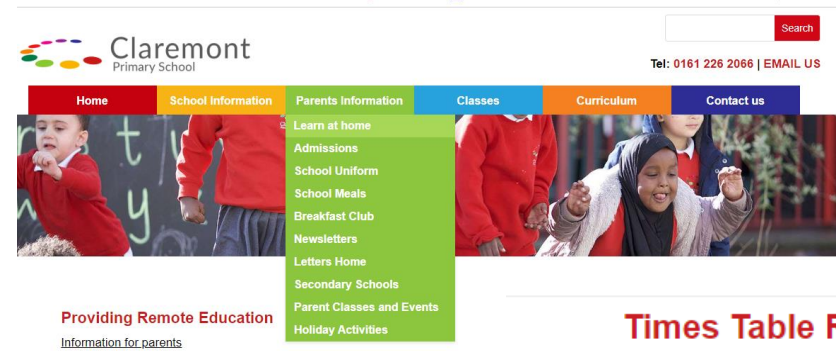 Search
Claremont
Primary School
Tel: 0161 226 2066 | EMAIL US
Home School Information Parents Information Classes Curriculum Contact us
Learn at home
Admissions
School Uniform
School Meals
Breakfast Club
Newsletters
Letters Home
Secondary Schools
Parent Classes and Events
Holiday Activities
Providing Remote Education
Information for parents
Times Table